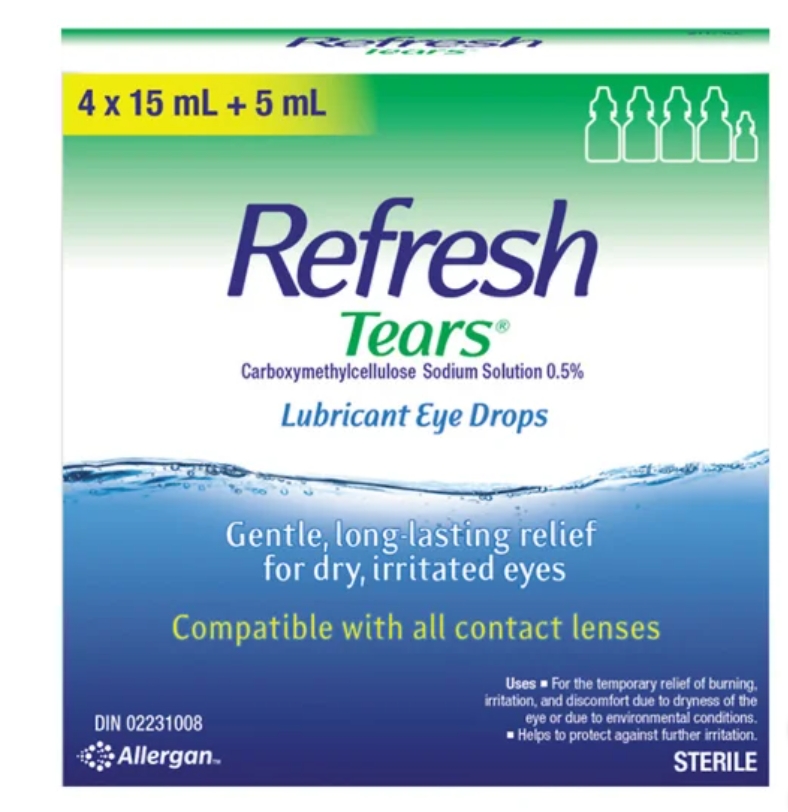 Refresh
Tears
4 x 15 mL + 5 mL
Refresh
Tears®
Carboxymethylcellulose Sodium Solution 0.5%
Lubricant Eye Drops
Gentle, long-lasting relief
for dry, irritated eyes
Compatible with all contact lenses
Uses ▪ For the temporary relief of burning,
irritation, and discomfort due to dryness of the
eye or due to environmental conditions.
▪ Helps to protect against further irritation.
DIN 02231008
Allergan™
STERILE